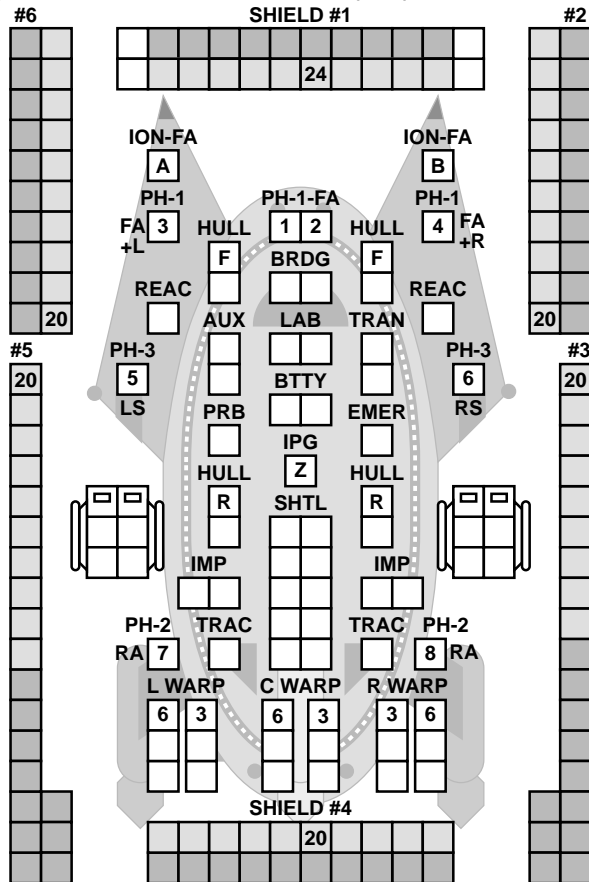 #6 SHIELD #1 #2
24
ION-FA ION-FA
A B
PH-1 PH-1-FA PH-1
FA +L 3 HULL 1 2 HULL 4 FA +R
F BRDG F
REAC REAC
20 AUX LAB TRAN 20
#5 PH-3 PH-3 #3
20 5 BTTY 6 20
LS PRB EMER RS
IPG
HULL Z HULL
R SHTL R
IMP IMP
PH-2 TRAC TRAC PH-2
RA 7 8 RA
L WARP C WARP R WARP
6 3 6 3 3 6
SHIELD #4
20